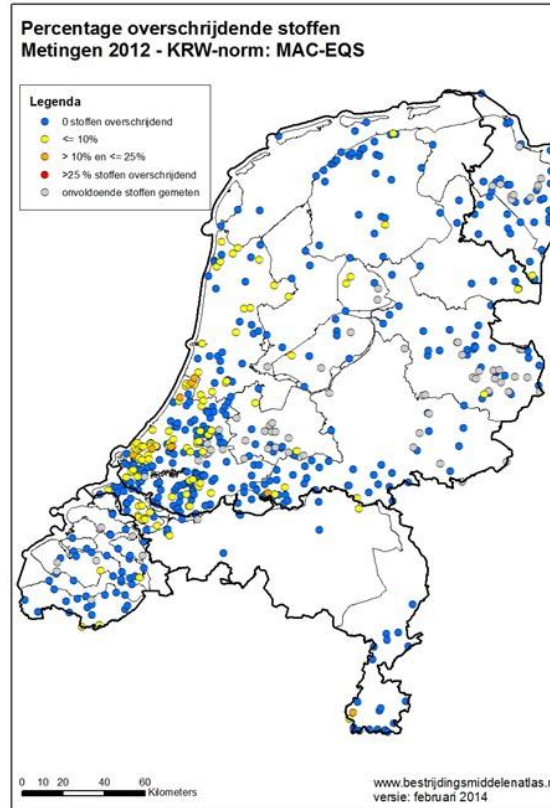 Percentage overschrijdende stoffen
Metingen 2012 - KRW-norm: MAC-EQS
Legenda
0 stoffen overschrijdend
<= 10%
> 10% en <= 25%
>25 % stoffen overschrijdend
onvoldoende stoffen gemeten
0 10 20 40 60
Kilometers
www.bestrijdingsmiddelenatlas.n
versie: februari 2014